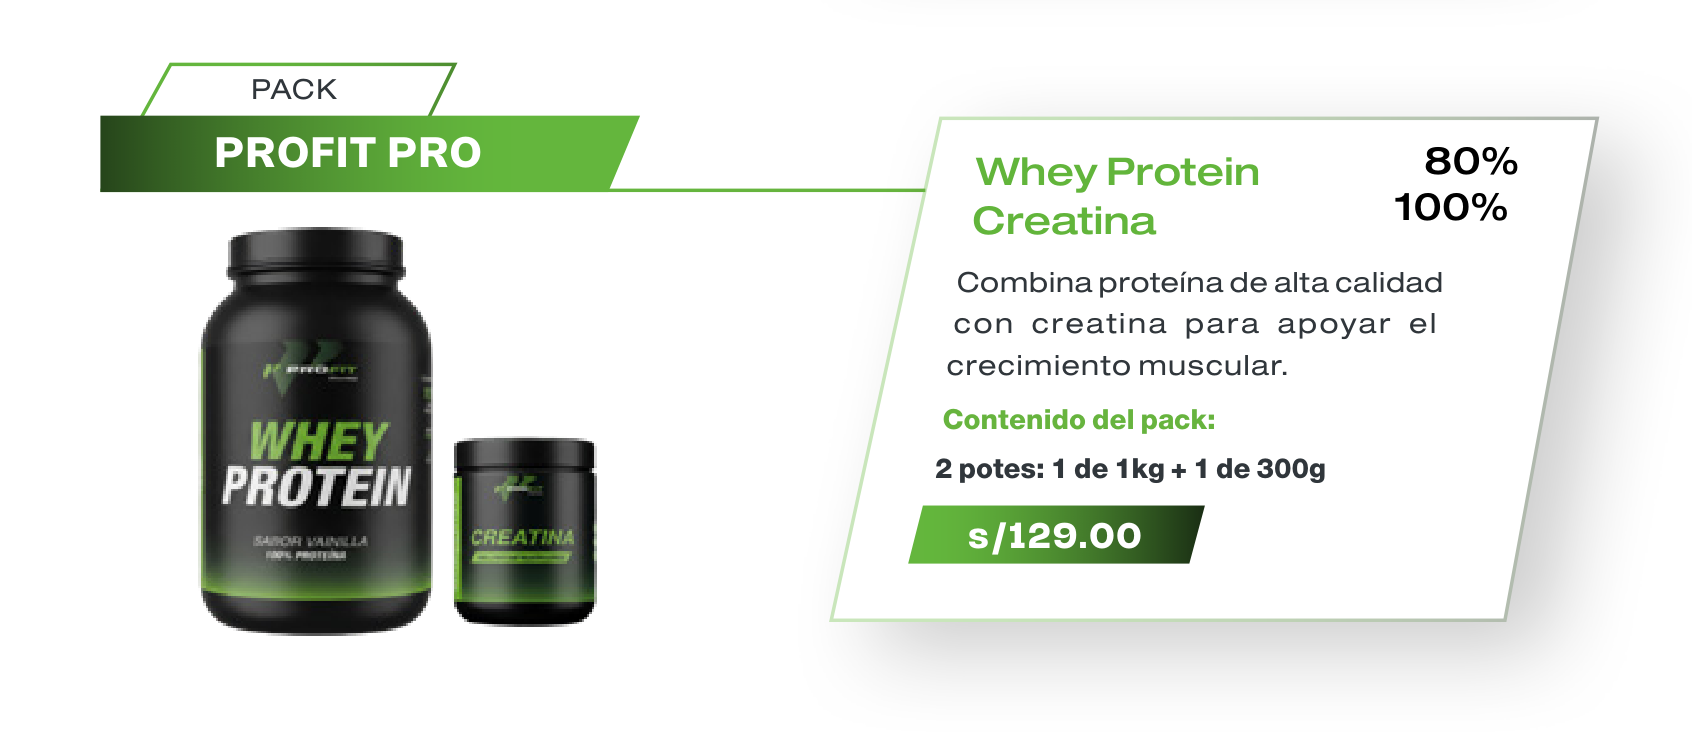 PACK
PROFIT PRO
Whey Protein 80%
Creatina 100%
Combina proteína de alta calidad
con creatina para apoyar el
crecimiento muscular.
Contenido del pack:
2 potes: 1 de 1kg + 1 de 300g
s/129.00
PROFIT
WHEY
PROTEIN
SABOR VAINILLA
100% PROTEÍNA
CREATINA